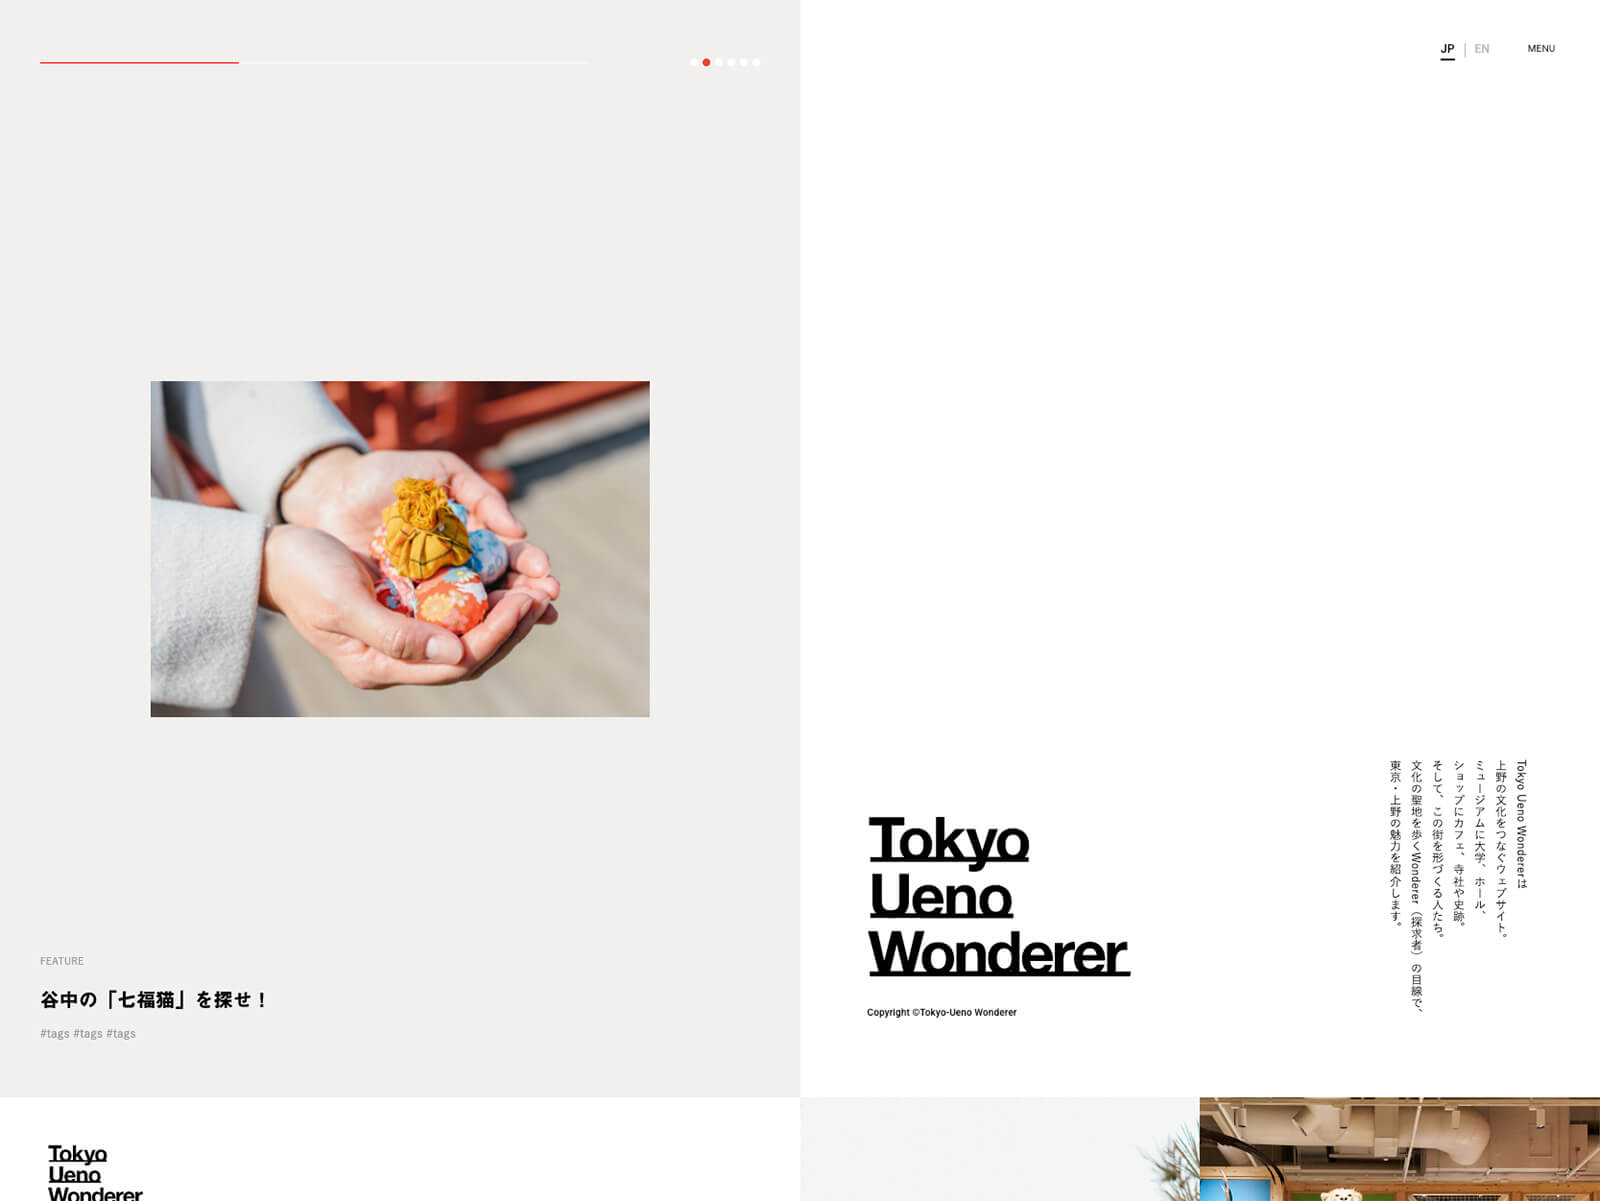 JP | EN
MENU
Tokyo Ueno Wondererは
上野の文化をつなぐウェブサイト。
ミュージアムに大学、ホール、
ショップにカフェ、寺社や史跡。
そして、この街を形づくる人たち。
文化の聖地を歩くWonderer（探求者）の目線で、
東京・上野の魅力を紹介します。
Tokyo
Ueno
Wonderer
Copyright ©Tokyo-Ueno Wonderer
FEATURE
谷中の「七福猫」を探せ！
#tags #tags #tags
Tokyo
Ueno
Wonderer